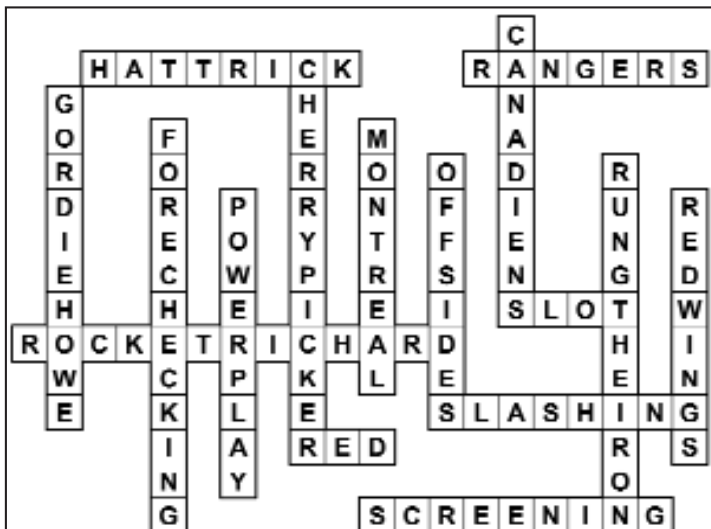 CANADIENS
HATTRICK
RANGERS
CHERRYPICKER
GORDIEHOWE
FORECHECKING
MONTREAL
OFFSIDES
RUNGTHEIRON
POWERPLAY
REDWINGS
SLOT
ROCKETRICHARD
SLASHING
RED
SCREENING